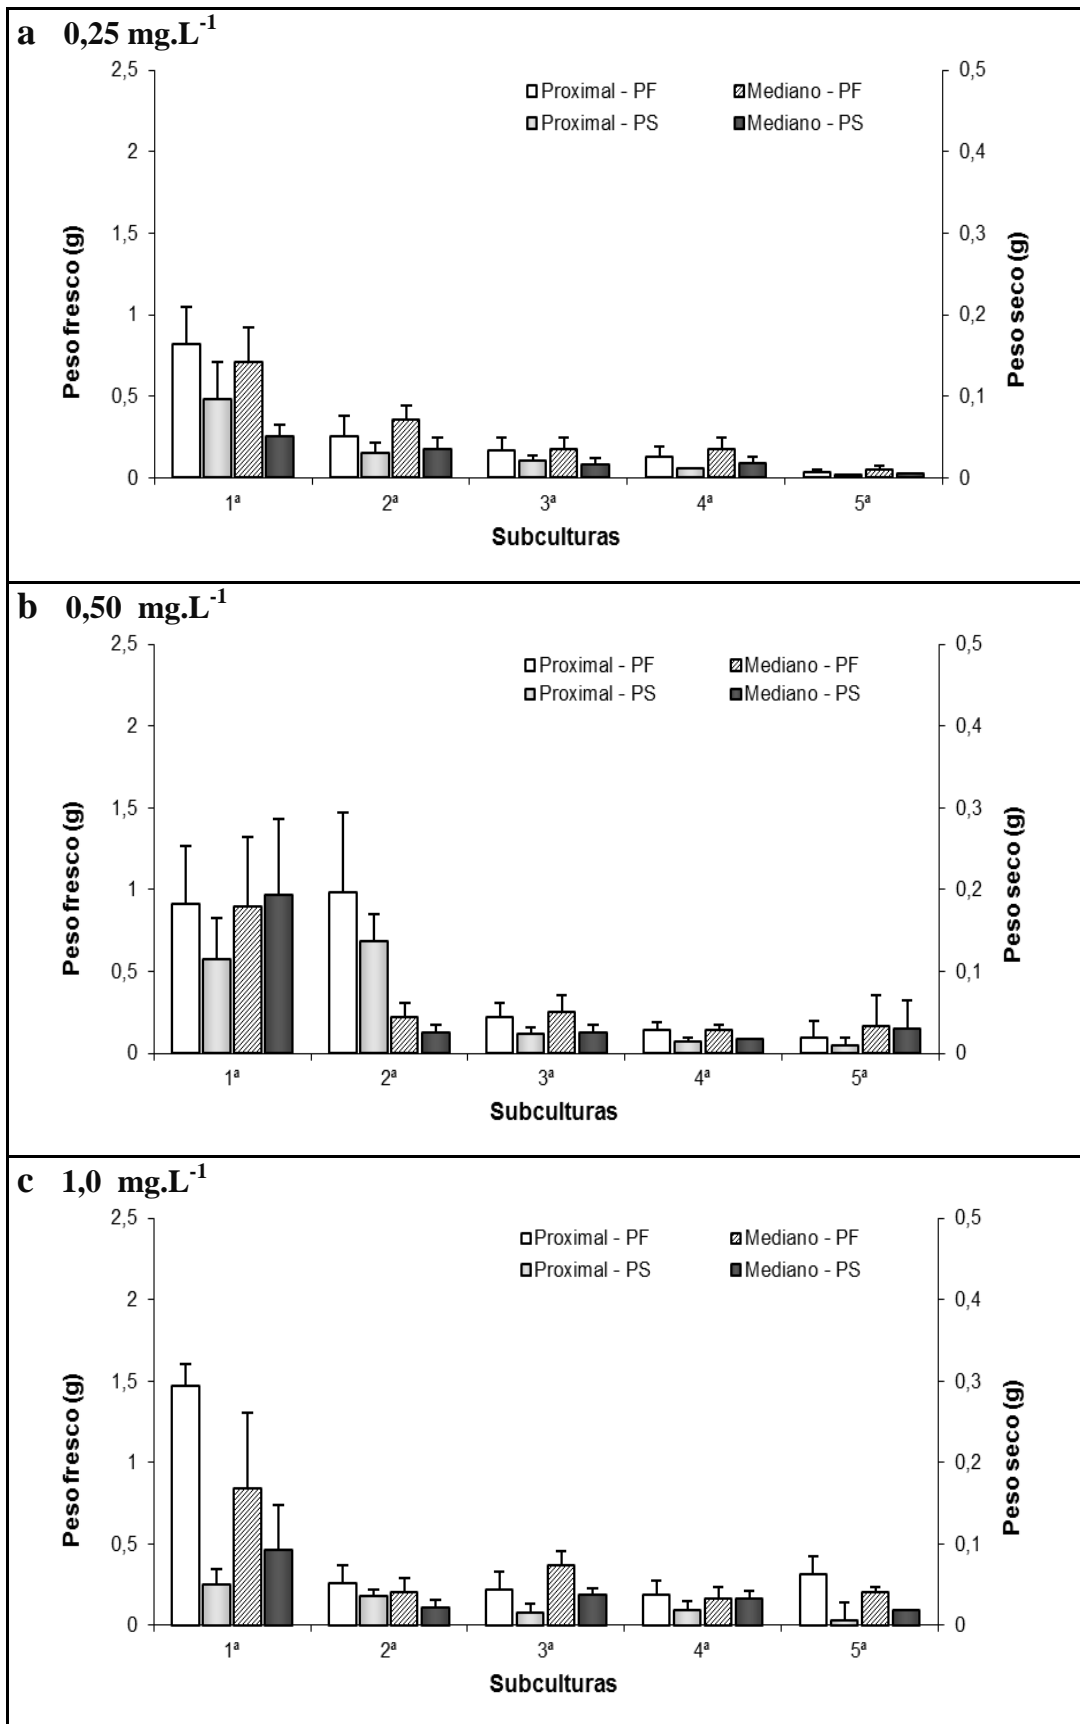 a 0,25 mg.L-1
2,5
2
1,5
1
0,5
0
0,5
0,4
0,3
0,2
0,1
0
Proximal - PF Mediano - PF
Proximal - PS Mediano - PS
Peso fresco (g)
Peso seco (g)
1ª 2ª 3ª 4ª 5ª
Subculturas
b 0,50 mg.L-1
2,5
2
1,5
1
0,5
0
0,5
0,4
0,3
0,2
0,1
0
Proximal - PF Mediano - PF
Proximal - PS Mediano - PS
Peso fresco (g)
Peso seco (g)
1ª 2ª 3ª 4ª 5ª
Subculturas
c 1,0 mg.L-1
2,5
2
1,5
1
0,5
0
0,5
0,4
0,3
0,2
0,1
0
Proximal - PF Mediano - PF
Proximal - PS Mediano - PS
Peso fresco (g)
Peso seco (g)
1ª 2ª 3ª 4ª 5ª
Subculturas